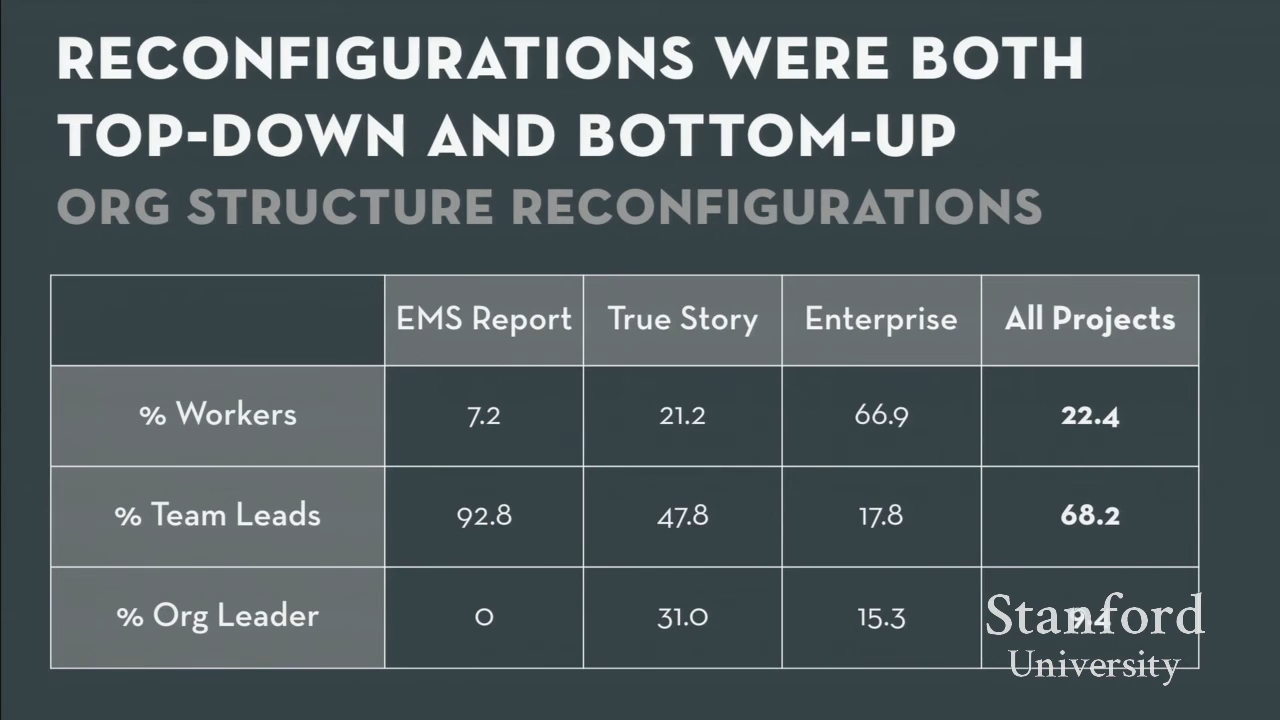 RECONFIGURATIONS WERE BOTH
TOP-DOWN AND BOTTOM-UP
ORG STRUCTURE RECONFIGURATIONS
EMS Report True Story Enterprise All Projects
% Workers 7.2 21.2 66.9 22.4
% Team Leads 92.8 47.8 17.8 68.2
% Org Leader 0 31.0 15.3
Stanford
University